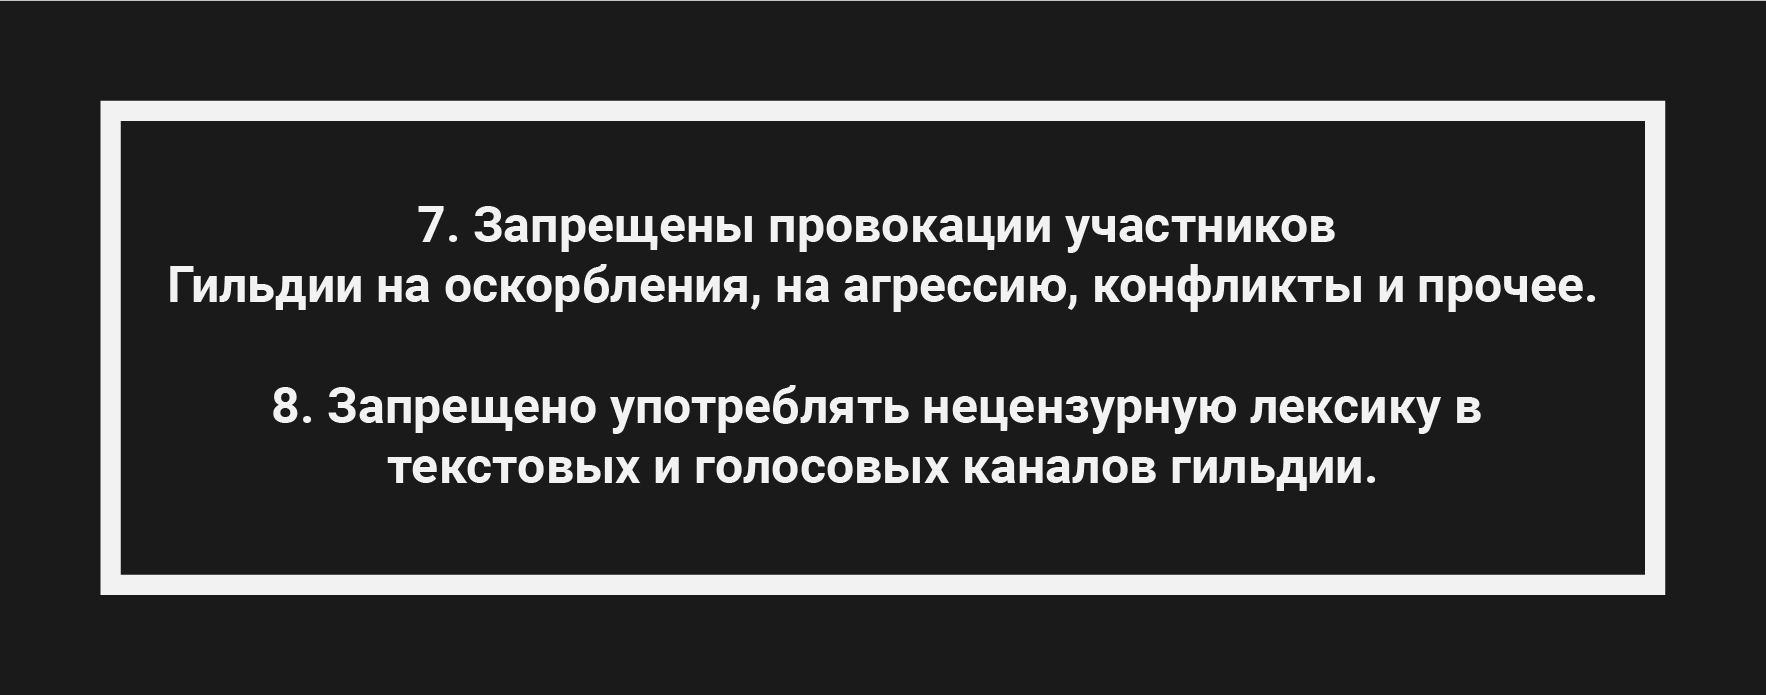 7. Запрещены провокации участников
Гильдии на оскорбления, на агрессию, конфликты и прочее.
8. Запрещено употреблять нецензурную лексику в
текстовых и голосовых каналов гильдии.